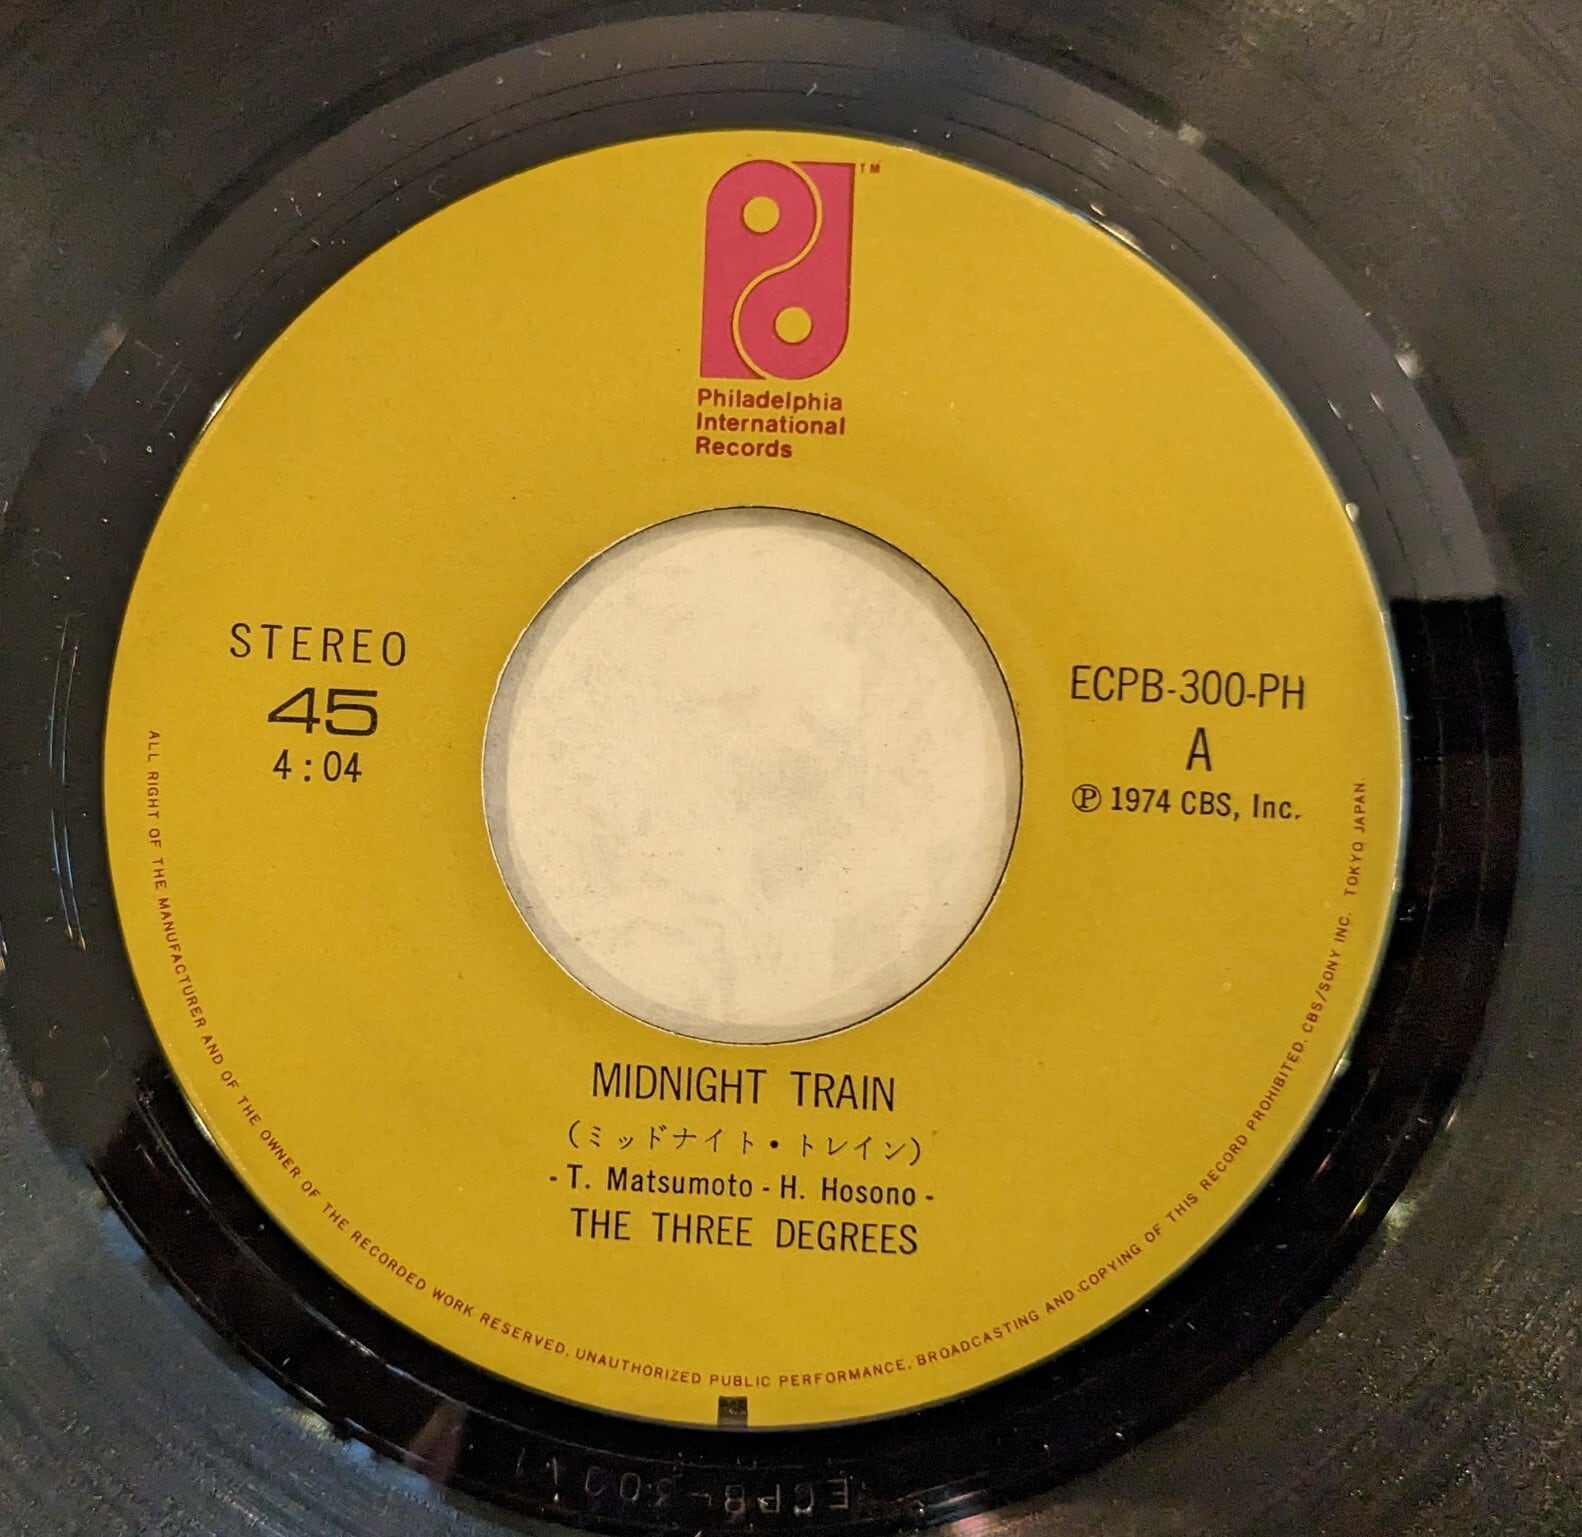 TM
Philadelphia
International
Records
STEREO
45
4:04
ECPB-300-PH
A
Ⓟ 1974 CBS, Inc.
MIDNIGHT TRAIN
(ミッドナイト・トレイン)
- T. Matsumoto - H. Hosono -
THE THREE DEGREES
ALL RIGHT OF THE MANUFACTURER AND OF THE OWNER OF THE RECORDED WORK RESERVED. UNAUTHORIZED PUBLIC PERFORMANCE, BROADCASTING AND COPYING OF THIS RECORD PROHIBITED. CBS/SONY INC. TOKYO JAPAN.